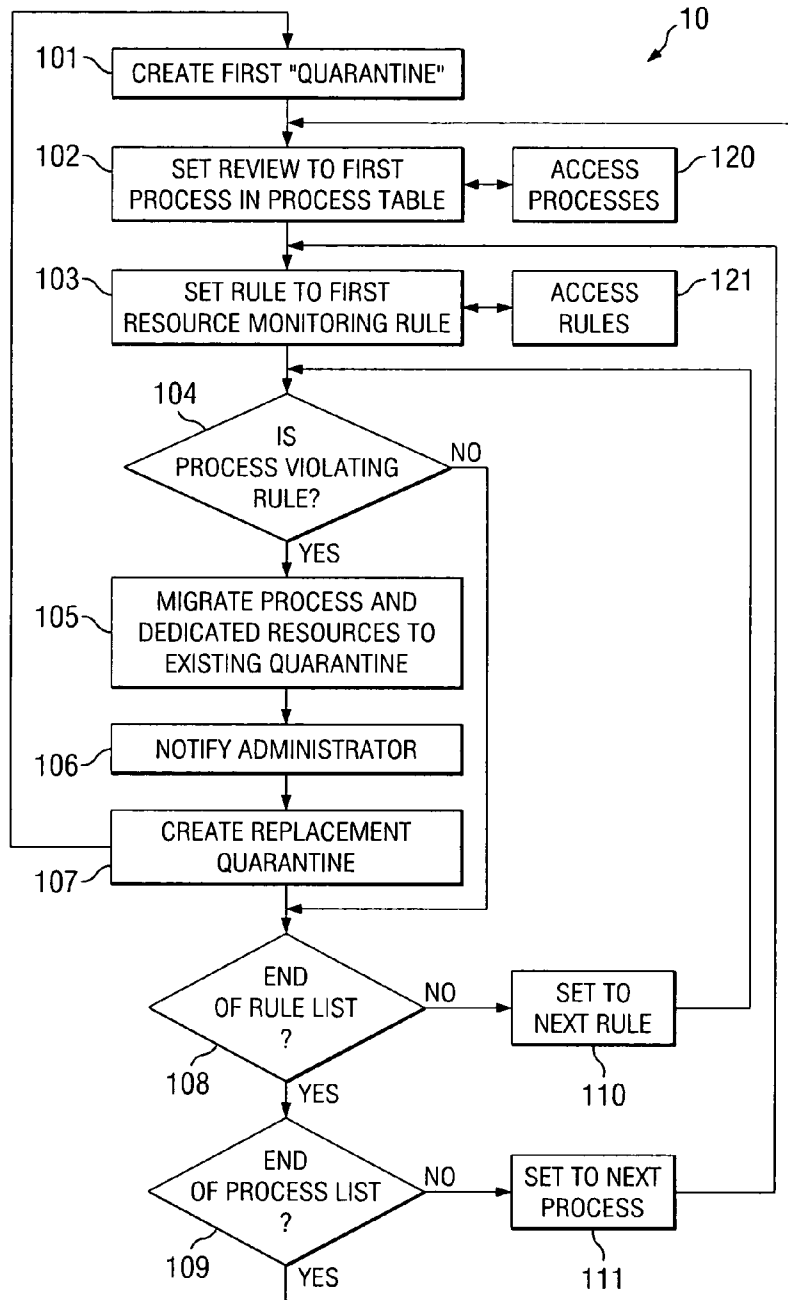 10
101
CREATE FIRST "QUARANTINE"
102
SET REVIEW TO FIRST
PROCESS IN PROCESS TABLE
ACCESS
PROCESSES
120
103
SET RULE TO FIRST
RESOURCE MONITORING RULE
ACCESS
RULES
121
104
IS
PROCESS VIOLATING
RULE?
NO
YES
105
MIGRATE PROCESS AND
DEDICATED RESOURCES TO
EXISTING QUARANTINE
106
NOTIFY ADMINISTRATOR
CREATE REPLACEMENT
QUARANTINE
107
END
OF RULE LIST
?
NO
SET TO
NEXT RULE
108
YES
110
END
OF PROCESS LIST
?
NO
SET TO NEXT
PROCESS
109
YES
111